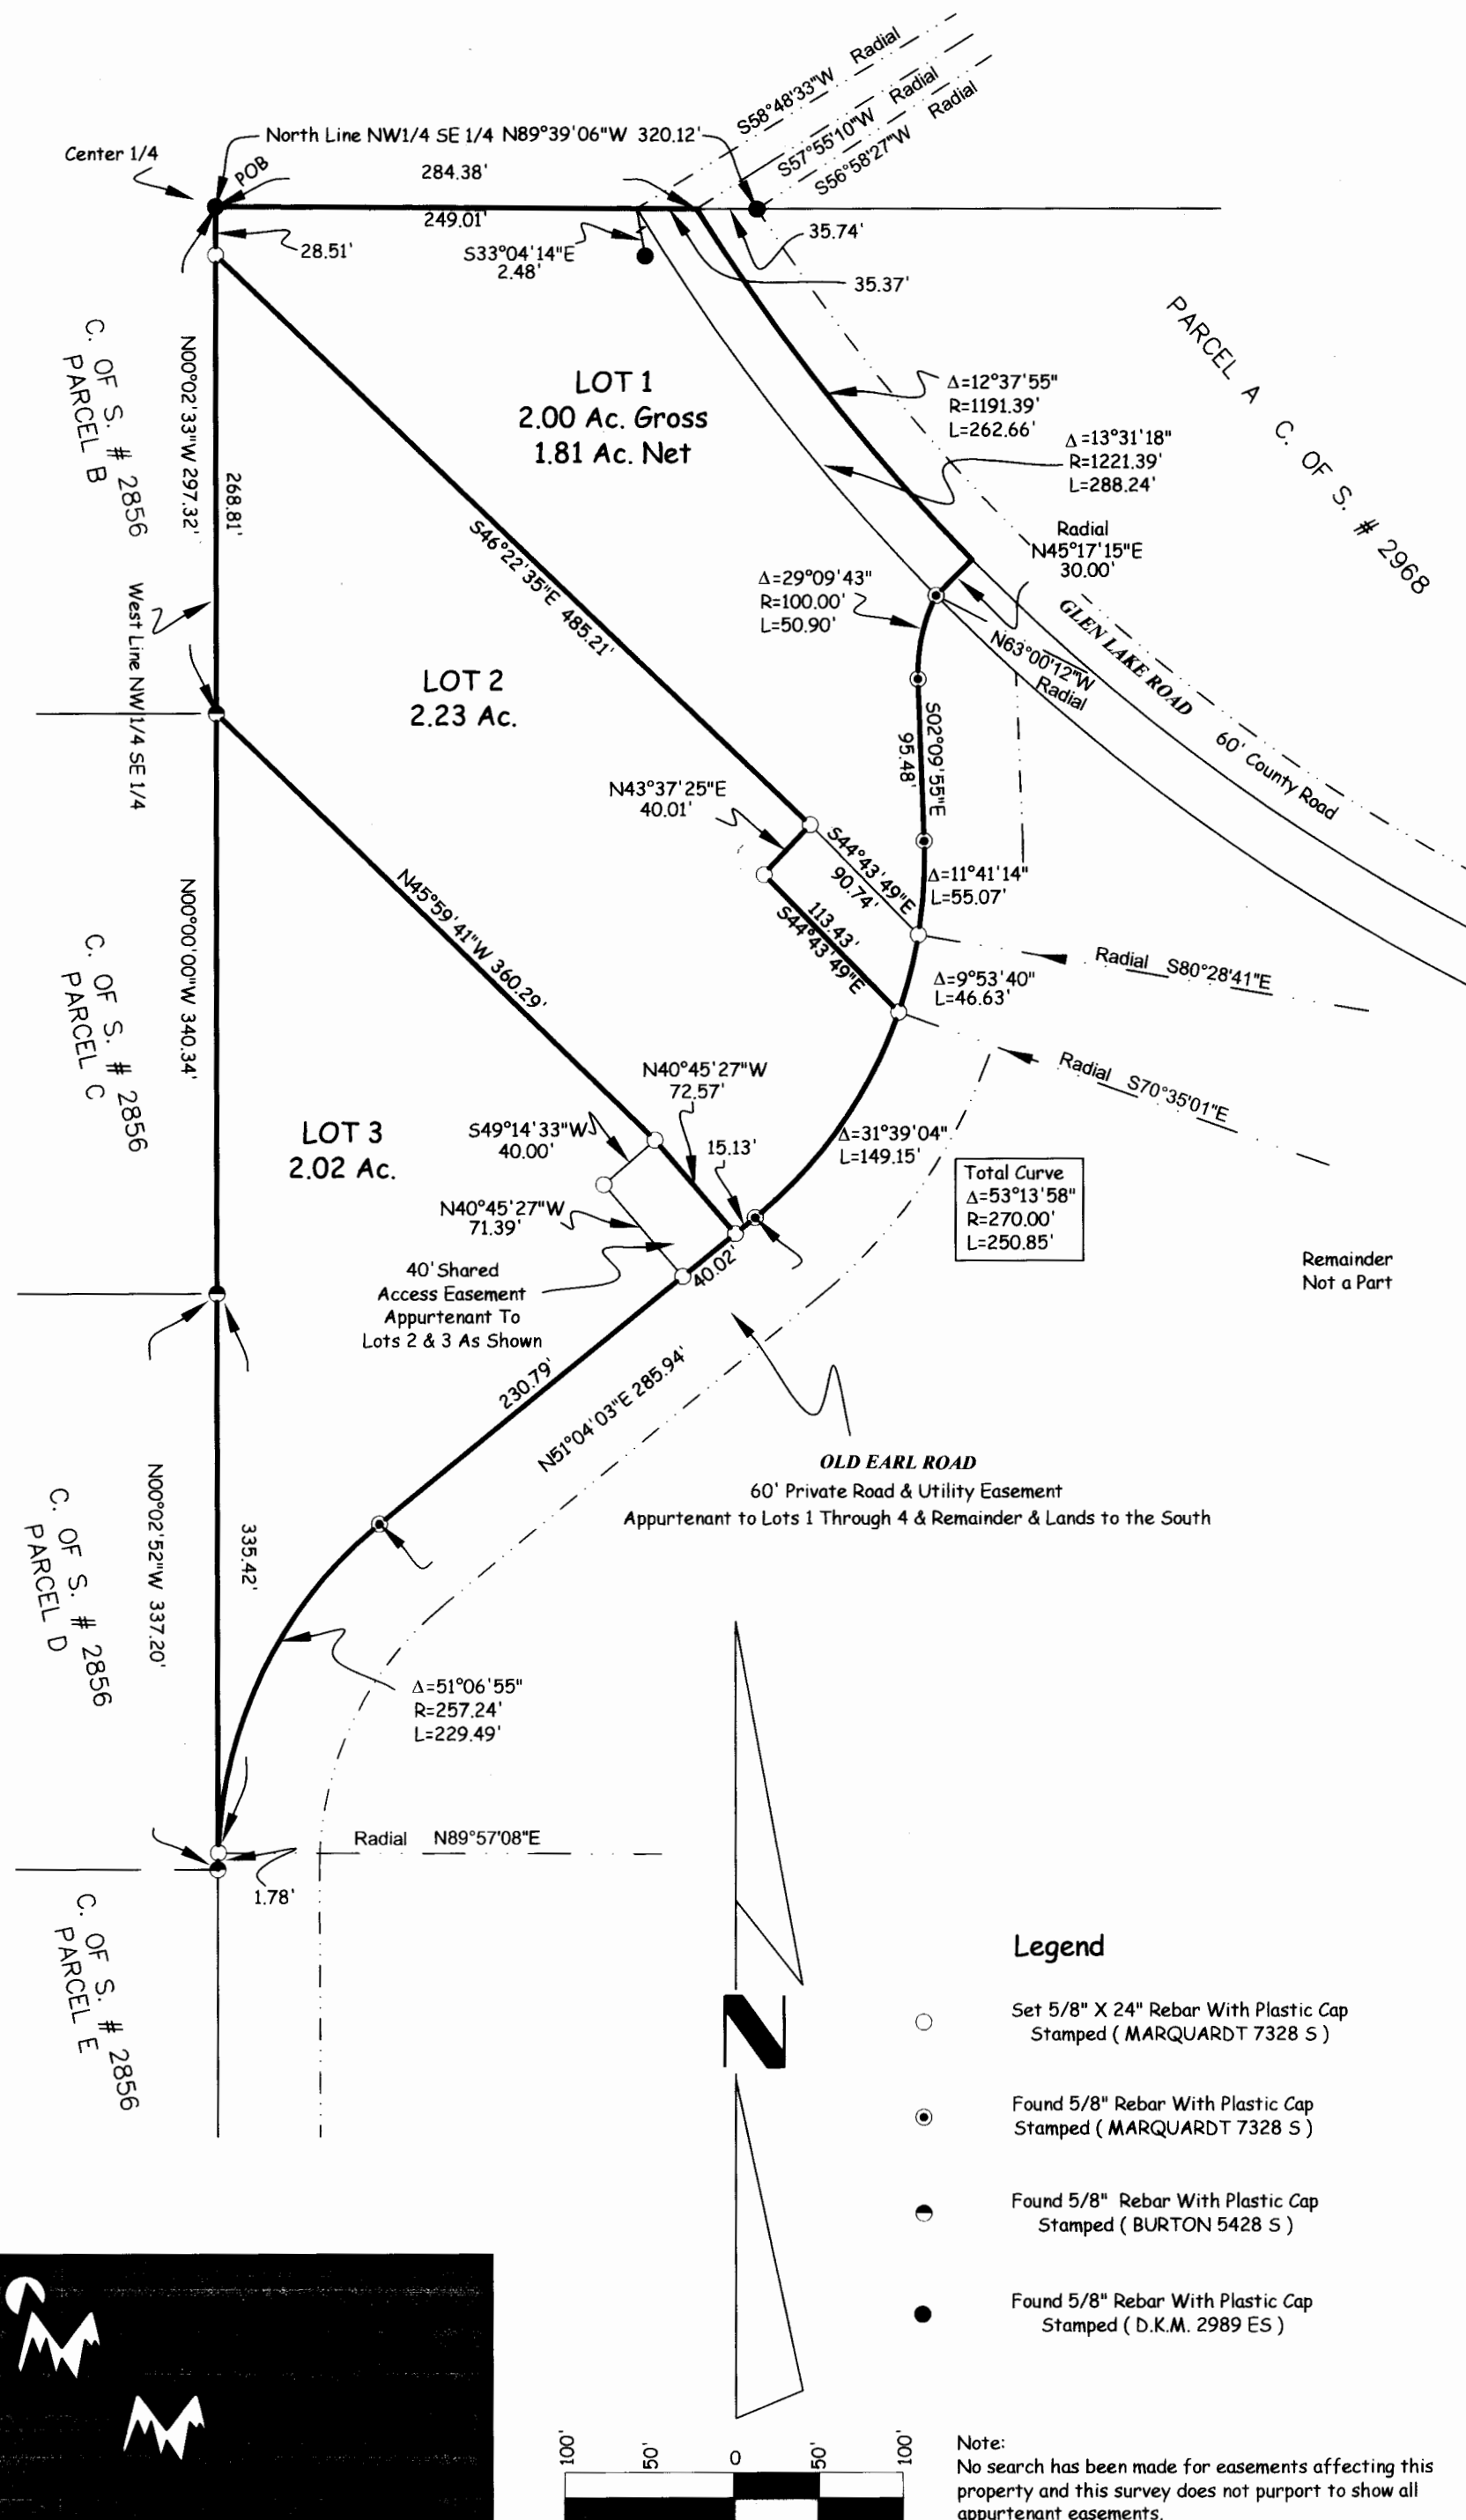 S58°48'33"W Radial
S57°55'10"W Radial
S56°58'27"W Radial
North Line NW1/4 SE 1/4 N89°39'06"W 320.12'
Center 1/4
POB
284.38'
249.01'
28.51'
S33°04'14"E
2.48'
35.74'
35.37'
PARCEL A C. OF S. # 2968
C. OF S. # 2856
PARCEL B
N00°02'33"W 297.32'
268.81'
LOT 1
2.00 Ac. Gross
1.81 Ac. Net
Δ=12°37'55"
R=1191.39'
L=262.66'
Δ=13°31'18"
R=1221.39'
L=288.24'
Radial
N45°17'15"E
30.00'
S46°22'35"E 485.21'
Δ=29°09'43"
R=100.00'
L=50.90'
GLEN LAKE ROAD
60' County Road
N63°00'12"W
Radial
West Line NW 1/4 SE 1/4
LOT 2
2.23 Ac.
S02°09'55"E
95.48'
N43°37'25"E
40.01'
S44°43'49"E
90.74'
Δ=11°41'14"
L=55.07'
113.43'
S44°43'49"E
N45°59'41"W 360.29'
N00°00'00"W 340.34'
C. OF S. # 2856
PARCEL C
Radial S80°28'41"E
Δ=9°53'40"
L=46.63'
Radial S70°35'01"E
N40°45'27"W
72.57'
LOT 3
2.02 Ac.
S49°14'33"W
40.00'
15.13'
Δ=31°39'04"
L=149.15'
Total Curve
Δ=53°13'58"
R=270.00'
L=250.85'
N40°45'27"W
71.39'
40.02'
40' Shared
Access Easement
Appurtenant To
Lots 2 & 3 As Shown
Remainder
Not a Part
230.79'
N51°04'03"E 285.94'
OLD EARL ROAD
60' Private Road & Utility Easement
Appurtenant to Lots 1 Through 4 & Remainder & Lands to the South
C. OF S. # 2856
PARCEL D
N00°02'52"W 337.20'
335.42'
Δ=51°06'55"
R=257.24'
L=229.49'
Radial N89°57'08"E
1.78'
C. OF S. # 2856
PARCEL E
N
Legend
Set 5/8" X 24" Rebar With Plastic Cap
Stamped ( MARQUARDT 7328 S )
Found 5/8" Rebar With Plastic Cap
Stamped ( MARQUARDT 7328 S )
Found 5/8" Rebar With Plastic Cap
Stamped ( BURTON 5428 S )
Found 5/8" Rebar With Plastic Cap
Stamped ( D.K.M. 2989 ES )
100' 50' 0 50' 100'
Note:
No search has been made for easements affecting this
property and this survey does not purport to show all
appurtenant easements.